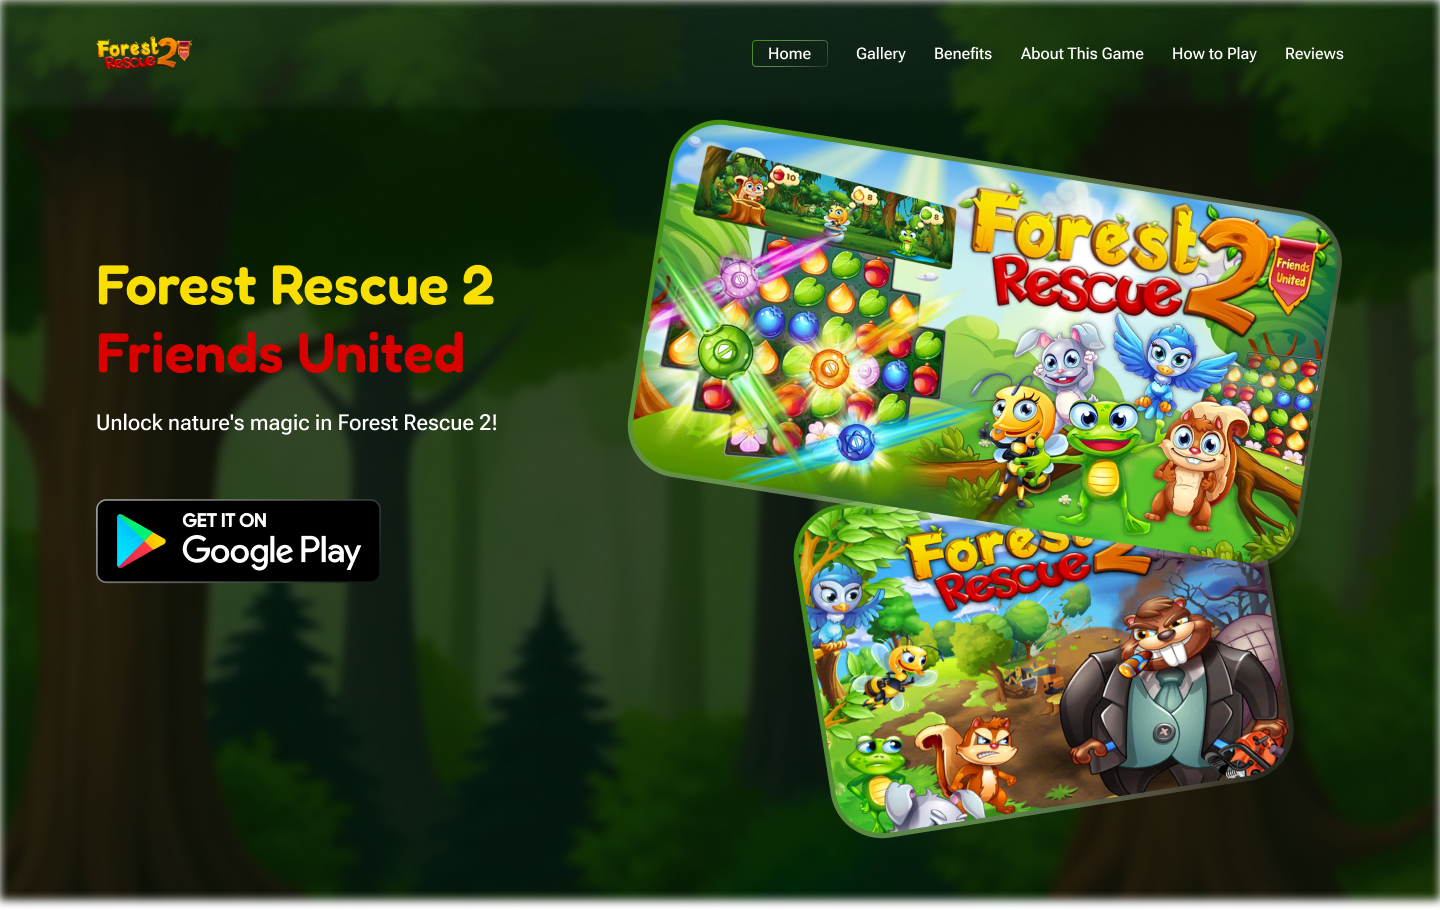 Forest 2
Rescue
Home
Gallery
Benefits
About This Game
How to Play
Reviews
Forest Rescue 2
Friends United
Unlock nature's magic in Forest Rescue 2!
GET IT ON
Google Play
10
8
8
Forest 2
Rescue
Friends
United
Forest 2
Rescue